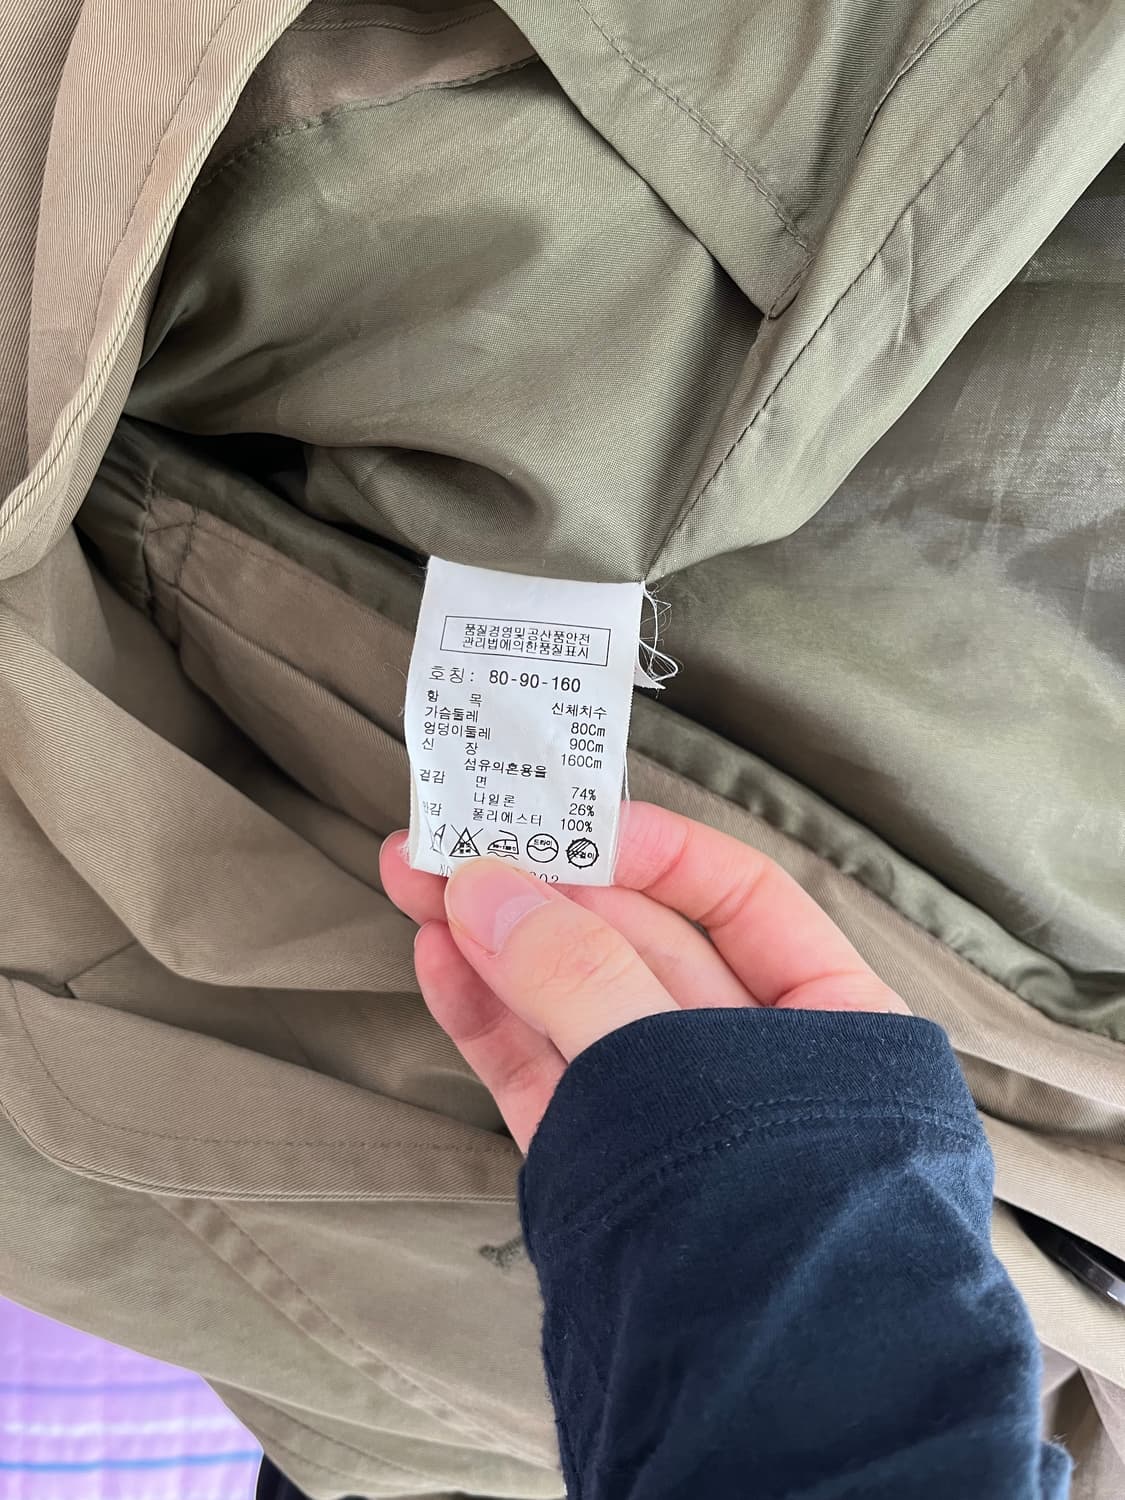 품질경영및공산품안전
관리법에의한품질표시
호칭: 80-90-160
항 목 신체치수
가슴둘레 80Cm
엉덩이둘레 90Cm
신 장 160Cm
섬유의혼용율
겉감 면 74%
나일론 26%
안감 폴리에스터 100%
드라이